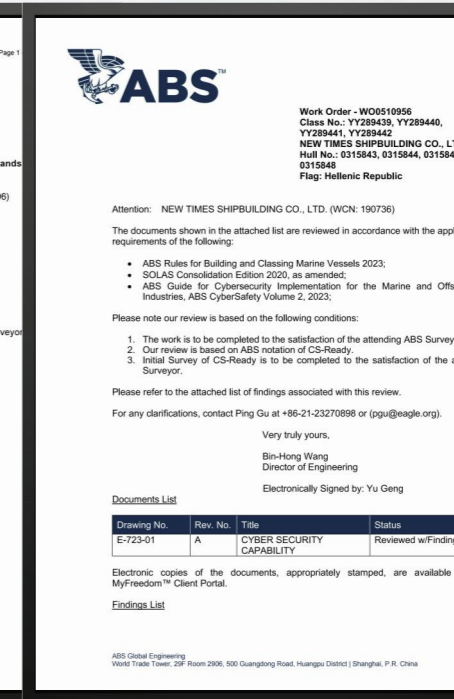 Page 1
ands
6)
veyor
ABS™
Work Order - WO0510956
Class No.: YY289439, YY289440,
YY289441, YY289442
NEW TIMES SHIPBUILDING CO., LT
Hull No.: 0315843, 0315844, 031584
0315848
Flag: Hellenic Republic
Attention: NEW TIMES SHIPBUILDING CO., LTD. (WCN: 190736)
The documents shown in the attached list are reviewed in accordance with the appl
requirements of the following:
• ABS Rules for Building and Classing Marine Vessels 2023;
• SOLAS Consolidation Edition 2020, as amended;
• ABS Guide for Cybersecurity Implementation for the Marine and Offs
Industries, ABS CyberSafety Volume 2, 2023;
Please note our review is based on the following conditions:
1. The work is to be completed to the satisfaction of the attending ABS Survey
2. Our review is based on ABS notation of CS-Ready.
3. Initial Survey of CS-Ready is to be completed to the satisfaction of the a
Surveyor.
Please refer to the attached list of findings associated with this review.
For any clarifications, contact Ping Gu at +86-21-23270898 or (pgu@eagle.org).
Very truly yours,
Bin-Hong Wang
Director of Engineering
Electronically Signed by: Yu Geng
Documents List
Drawing No. Rev. No. Title Status
E-723-01 A CYBER SECURITY Reviewed w/Finding
CAPABILITY
Electronic copies of the documents, appropriately stamped, are available
MyFreedom™ Client Portal.
Findings List
ABS Global Engineering
World Trade Tower, 29F Room 2906, 500 Guangdong Road, Huangpu District | Shanghai, P.R. China